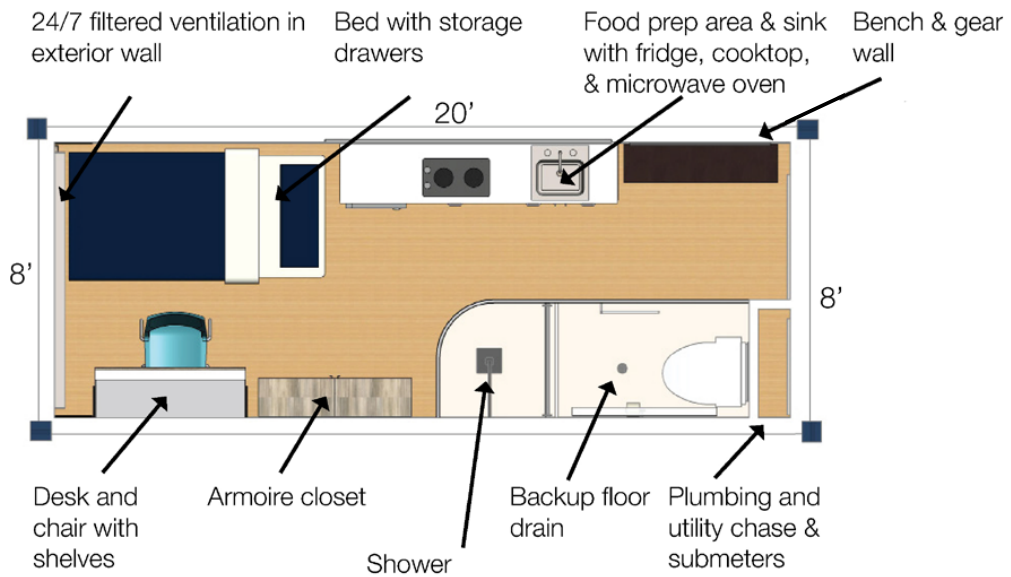 24/7 filtered ventilation in
exterior wall
Bed with storage
drawers
Food prep area & sink
with fridge, cooktop,
& microwave oven
Bench & gear
wall
20’
8’
8’
Desk and
chair with
shelves
Armoire closet
Shower
Backup floor
drain
Plumbing and
utility chase &
submeters